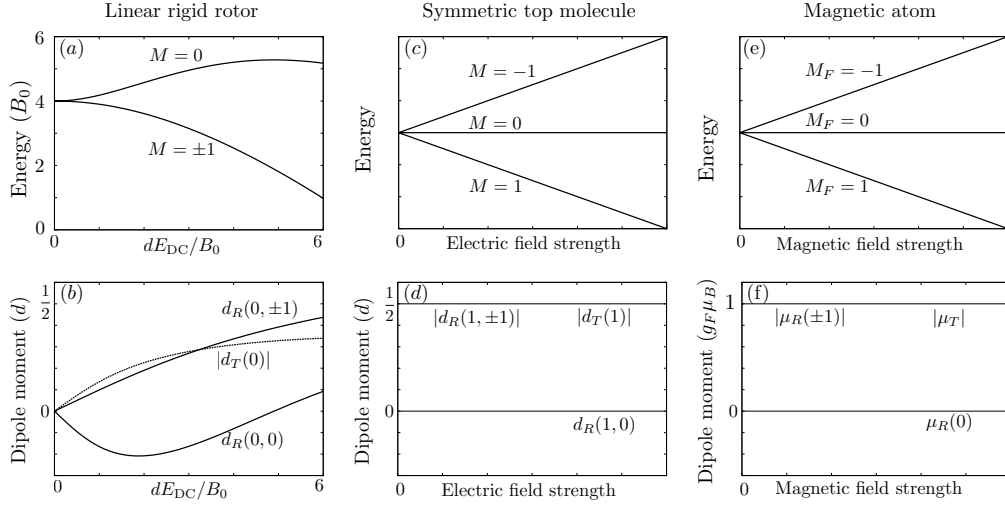 Linear rigid rotor
Symmetric top molecule
Magnetic atom
(a)
6
4
2
0
Energy (B₀)
M = 0
M = ±1
0
dE_DC/B₀
6
(c)
Energy
M = −1
M = 0
M = 1
0
Electric field strength
(e)
Energy
M_F = −1
M_F = 0
M_F = 1
0
Magnetic field strength
(b)
1/2
0
Dipole moment (d)
d_R(0, ±1)
|d_T(0)|
d_R(0, 0)
0
dE_DC/B₀
6
(d)
1/2
0
Dipole moment (d)
|d_R(1, ±1)|
|d_T(1)|
d_R(1, 0)
0
Electric field strength
(f)
1
0
Dipole moment (g_F μ_B)
|μ_R(±1)|
|μ_T|
μ_R(0)
0
Magnetic field strength